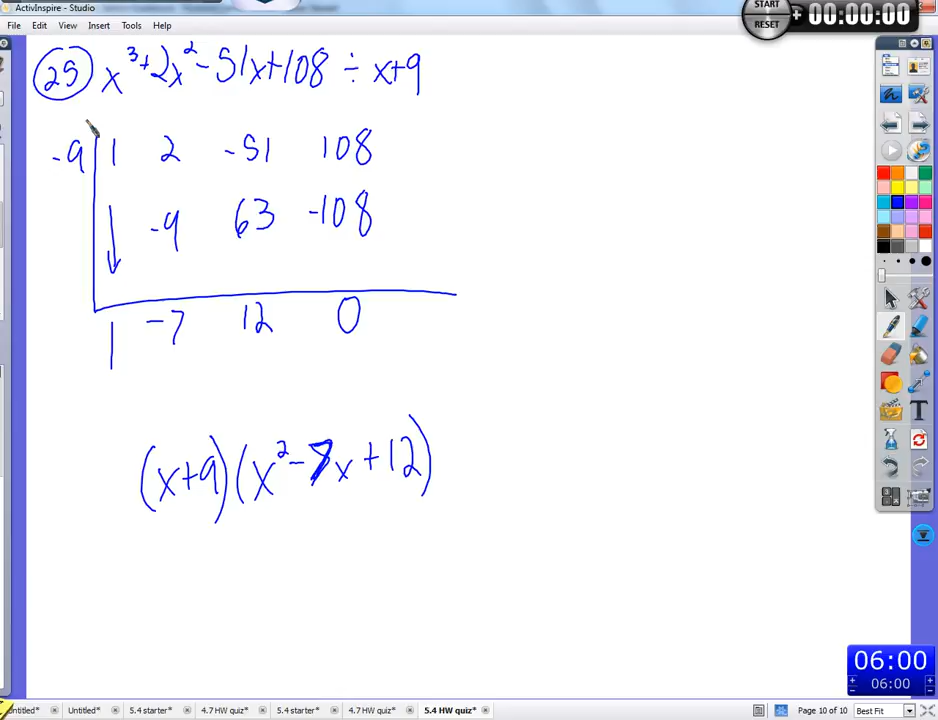 ActivInspire - Studio
START
RESET
+ 00:00:00
File Edit View Insert Tools Help
25 x³+2x²-51x+108 ÷ x+9
-9 1 2 -51 108
-9 63 -108
1 -7 12 0
(x+9)(x²-7x+12)
06:00
06:00
ntitled* Untitled* 5.4 starter* 4.7 HW quiz* 5.4 starter* 4.7 HW quiz* 5.4 HW quiz* Page 10 of 10 Best Fit